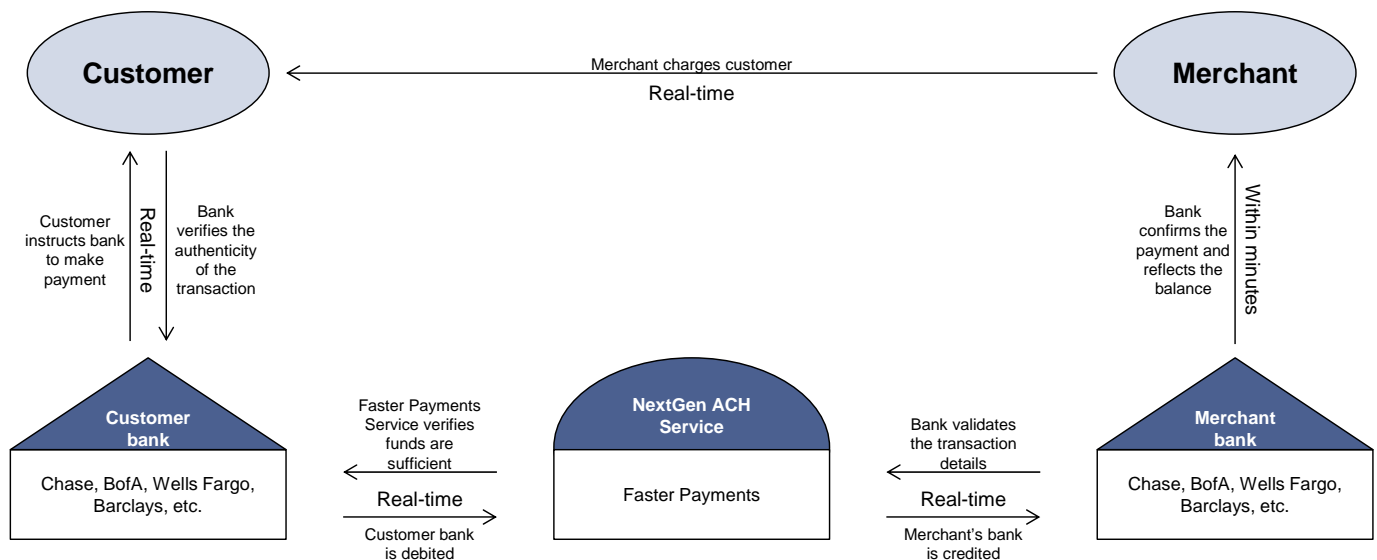 Customer
Merchant charges customer
Real-time
Merchant
Customer
instructs bank
to make
payment
Real-time
Bank
verifies the
authenticity
of the
transaction
Bank
confirms the
payment and
reflects the
balance
Within minutes
Customer
bank
Chase, BofA, Wells Fargo,
Barclays, etc.
Faster Payments
Service verifies
funds are
sufficient
Real-time
Customer bank
is debited
NextGen ACH
Service
Faster Payments
Bank validates
the transaction
details
Real-time
Merchant's bank
is credited
Merchant
bank
Chase, BofA, Wells Fargo,
Barclays, etc.